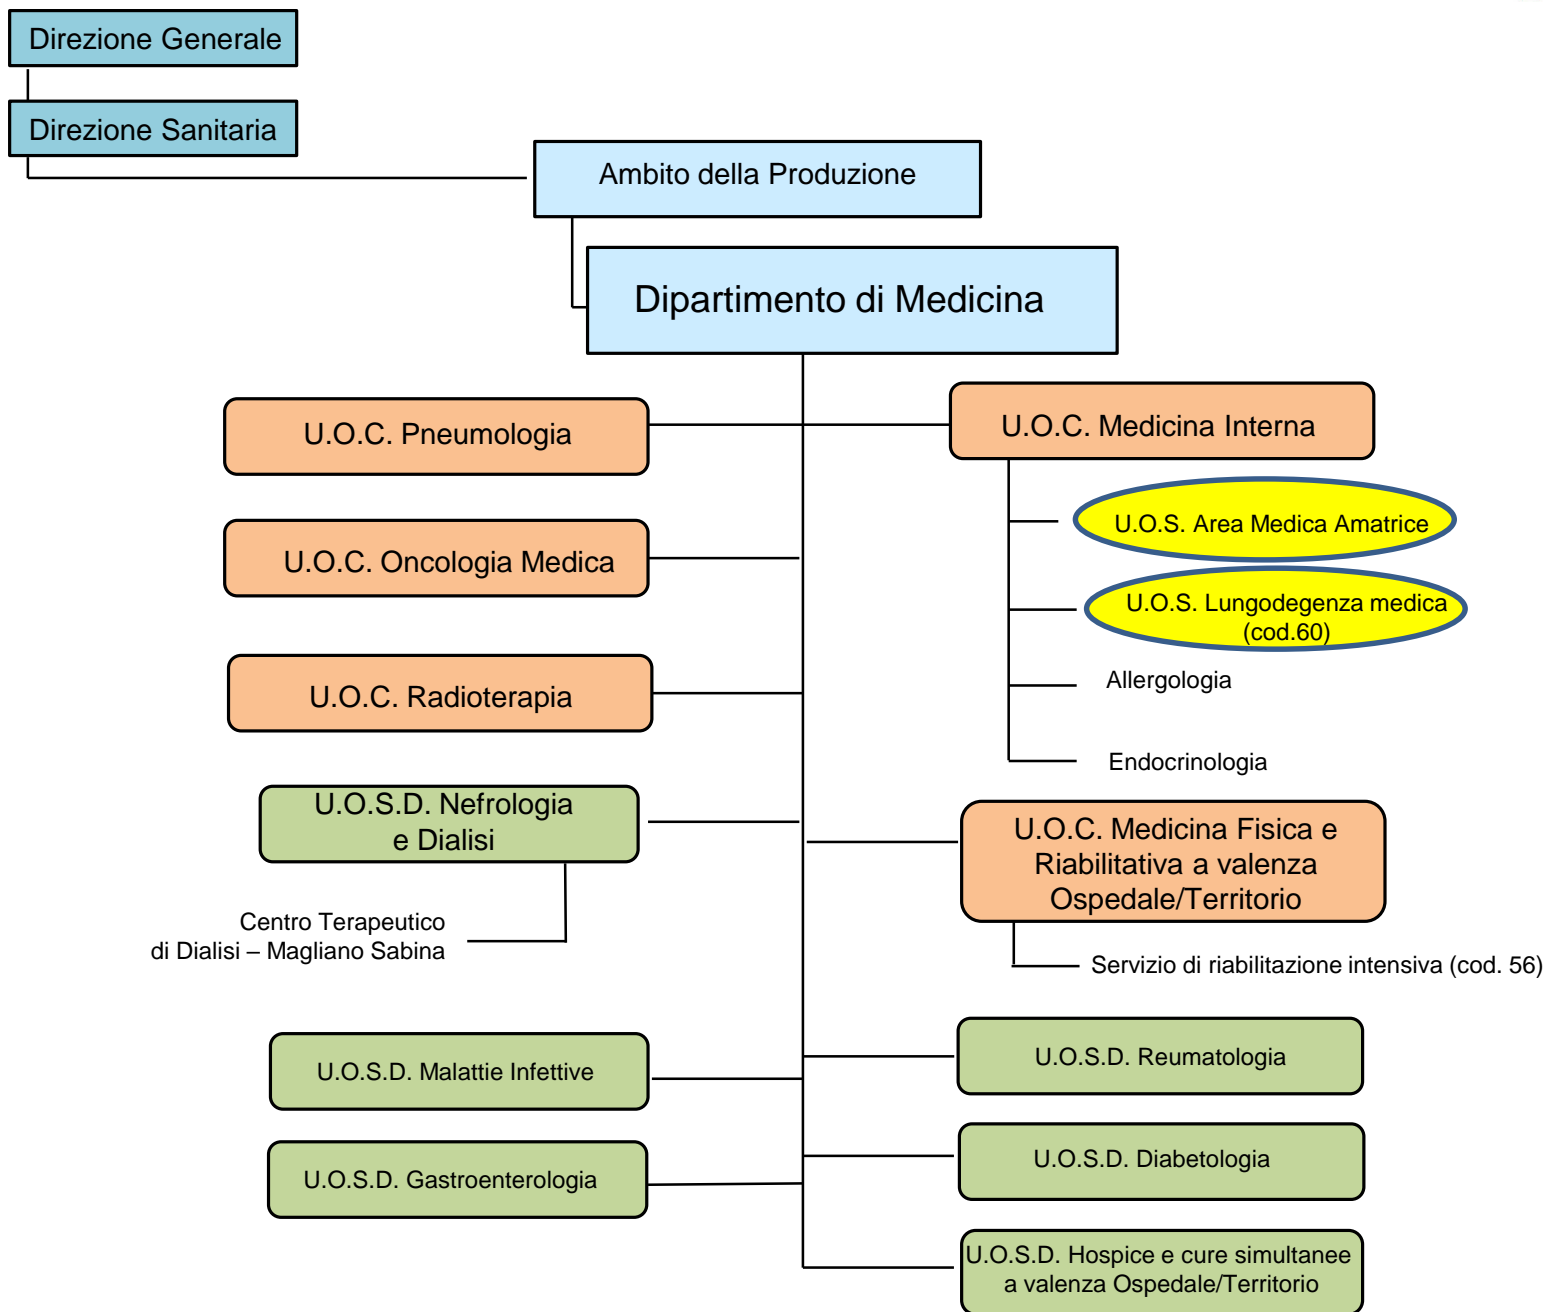 Direzione Generale
Direzione Sanitaria
Ambito della Produzione
Dipartimento di Medicina
U.O.C. Pneumologia
U.O.C. Medicina Interna
U.O.S. Area Medica Amatrice
U.O.C. Oncologia Medica
U.O.S. Lungodegenza medica
(cod.60)
U.O.C. Radioterapia
Allergologia
Endocrinologia
U.O.S.D. Nefrologia
e Dialisi
U.O.C. Medicina Fisica e
Riabilitativa a valenza
Ospedale/Territorio
Centro Terapeutico
di Dialisi – Magliano Sabina
Servizio di riabilitazione intensiva (cod. 56)
U.O.S.D. Malattie Infettive
U.O.S.D. Reumatologia
U.O.S.D. Gastroenterologia
U.O.S.D. Diabetologia
U.O.S.D. Hospice e cure simultanee
a valenza Ospedale/Territorio